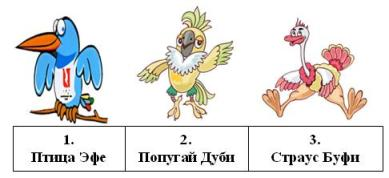 1.
Птица Эфе
2.
Попугай Дуби
3.
Страус Буфи